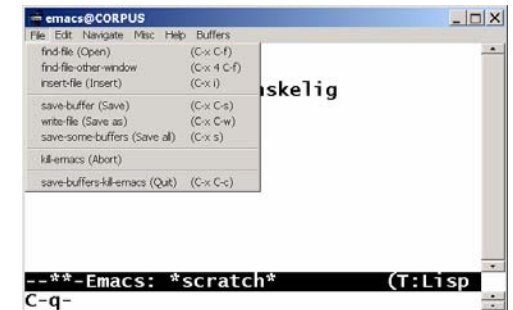 emacs@CORPUS
File Edit Navigate Misc Help Buffers
find-file (Open) (C-x C-f)
find-file-other-window (C-x 4 C-f)
insert-file (Insert) (C-x i)
nskelig
save-buffer (Save) (C-x C-s)
write-file (Save as) (C-x C-w)
save-some-buffers (Save all) (C-x s)
kill-emacs (Abort)
save-buffers-kill-emacs (Quit) (C-x C-c)
--**-Emacs: *scratch* (T:Lisp
C-q-